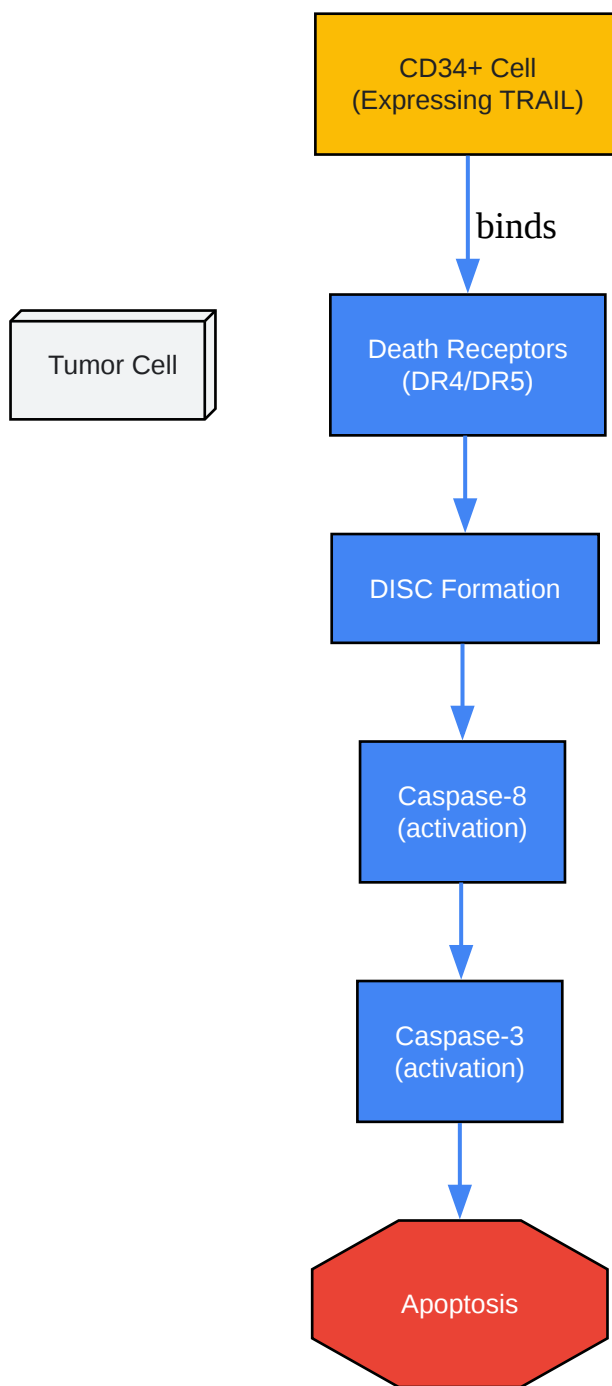 CD34+ Cell
(Expressing TRAIL)
binds
Tumor Cell
Death Receptors
(DR4/DR5)
DISC Formation
Caspase-8
(activation)
Caspase-3
(activation)
Apoptosis